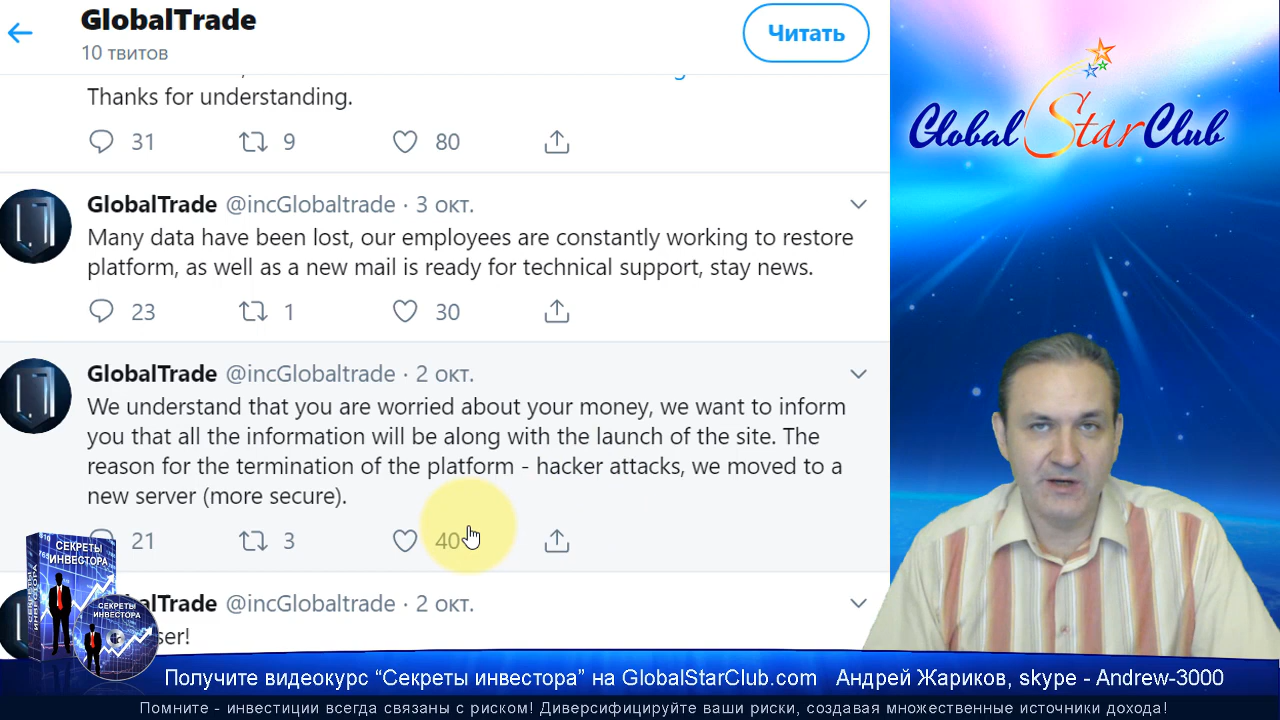 GlobalTrade
10 твитов
Читать
Thanks for understanding.
31 9 80
GlobalTrade @incGlobaltrade · 3 окт.
Many data have been lost, our employees are constantly working to restore
platform, as well as a new mail is ready for technical support, stay news.
23 1 30
GlobalTrade @incGlobaltrade · 2 окт.
We understand that you are worried about your money, we want to inform
you that all the information will be along with the launch of the site. The
reason for the termination of the platform - hacker attacks, we moved to a
new server (more secure).
21 3 40
@incGlobaltrade · 2 окт.
GlobalStarClub
СЕКРЕТЫ
ИНВЕСТОРА
СЕКРЕТЫ ИНВЕСТОРА
СЕКРЕТЫ
ИНВЕСТОРА
Получите видеокурс “Секреты инвестора” на GlobalStarClub.com Андрей Жариков, skype - Andrew-3000
Помните - инвестиции всегда связаны с риском! Диверсифицируйте ваши риски, создавая множественные источники дохода!